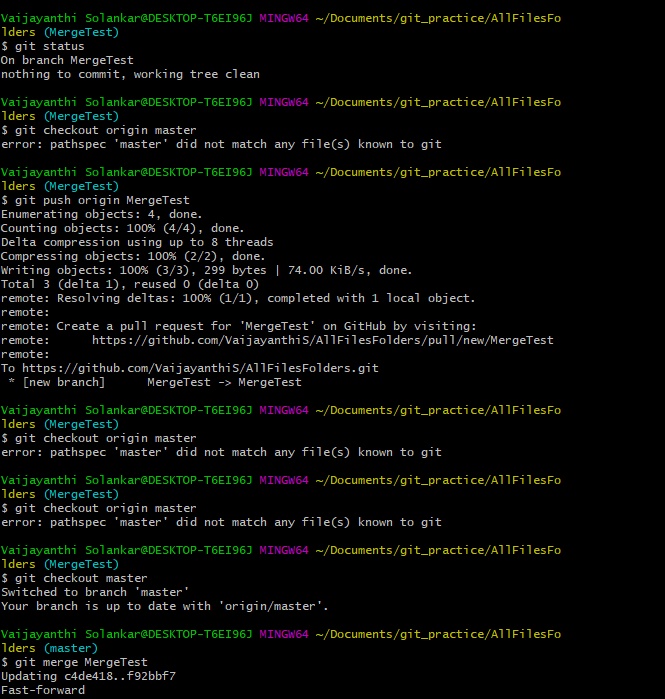 Vaijayanthi Solankar@DESKTOP-T6EI96J MINGW64 ~/Documents/git_practice/AllFilesFo
lders (MergeTest)
$ git status
On branch MergeTest
nothing to commit, working tree clean
Vaijayanthi Solankar@DESKTOP-T6EI96J MINGW64 ~/Documents/git_practice/AllFilesFo
lders (MergeTest)
$ git checkout origin master
error: pathspec 'master' did not match any file(s) known to git
Vaijayanthi Solankar@DESKTOP-T6EI96J MINGW64 ~/Documents/git_practice/AllFilesFo
lders (MergeTest)
$ git push origin MergeTest
Enumerating objects: 4, done.
Counting objects: 100% (4/4), done.
Delta compression using up to 8 threads
Compressing objects: 100% (2/2), done.
Writing objects: 100% (3/3), 299 bytes | 74.00 KiB/s, done.
Total 3 (delta 1), reused 0 (delta 0)
remote: Resolving deltas: 100% (1/1), completed with 1 local object.
remote:
remote: Create a pull request for 'MergeTest' on GitHub by visiting:
remote:      https://github.com/VaijayanthiS/AllFilesFolders/pull/new/MergeTest
remote:
To https://github.com/VaijayanthiS/AllFilesFolders.git
 * [new branch]      MergeTest -> MergeTest
Vaijayanthi Solankar@DESKTOP-T6EI96J MINGW64 ~/Documents/git_practice/AllFilesFo
lders (MergeTest)
$ git checkout origin master
error: pathspec 'master' did not match any file(s) known to git
Vaijayanthi Solankar@DESKTOP-T6EI96J MINGW64 ~/Documents/git_practice/AllFilesFo
lders (MergeTest)
$ git checkout origin master
error: pathspec 'master' did not match any file(s) known to git
Vaijayanthi Solankar@DESKTOP-T6EI96J MINGW64 ~/Documents/git_practice/AllFilesFo
lders (MergeTest)
$ git checkout master
Switched to branch 'master'
Your branch is up to date with 'origin/master'.
Vaijayanthi Solankar@DESKTOP-T6EI96J MINGW64 ~/Documents/git_practice/AllFilesFo
lders (master)
$ git merge MergeTest
Updating c4de418..f92bbf7
Fast-forward